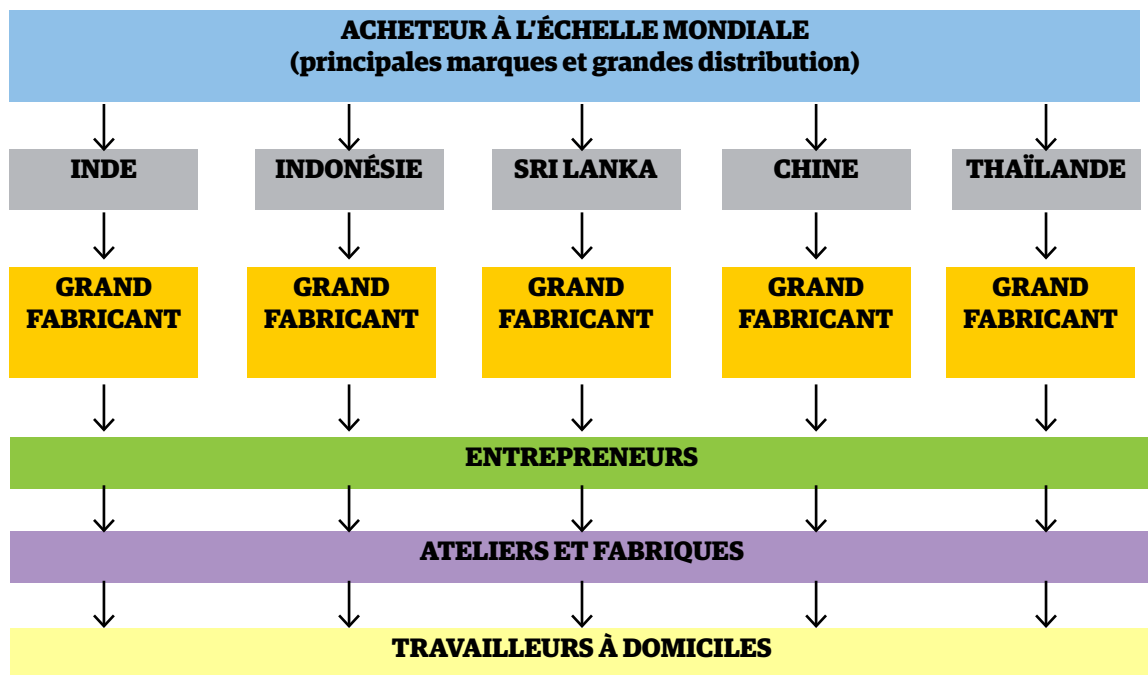 ACHETEUR À L'ÉCHELLE MONDIALE
(principales marques et grandes distribution)
INDE
INDONÉSIE
SRI LANKA
CHINE
THAÏLANDE
GRAND
FABRICANT
GRAND
FABRICANT
GRAND
FABRICANT
GRAND
FABRICANT
GRAND
FABRICANT
ENTREPRENEURS
ATELIERS ET FABRIQUES
TRAVAILLEURS À DOMICILES